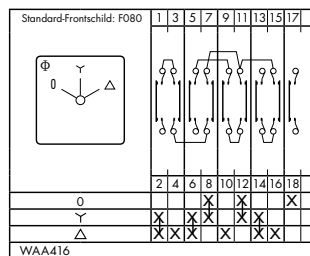 Standard-Frontschild: F080 1 3 5 7 9 11 13 15 17
0
2 4 6 8 10 12 14 16 18
0 X X X
X X X X X
X X X X X X X
WAA416